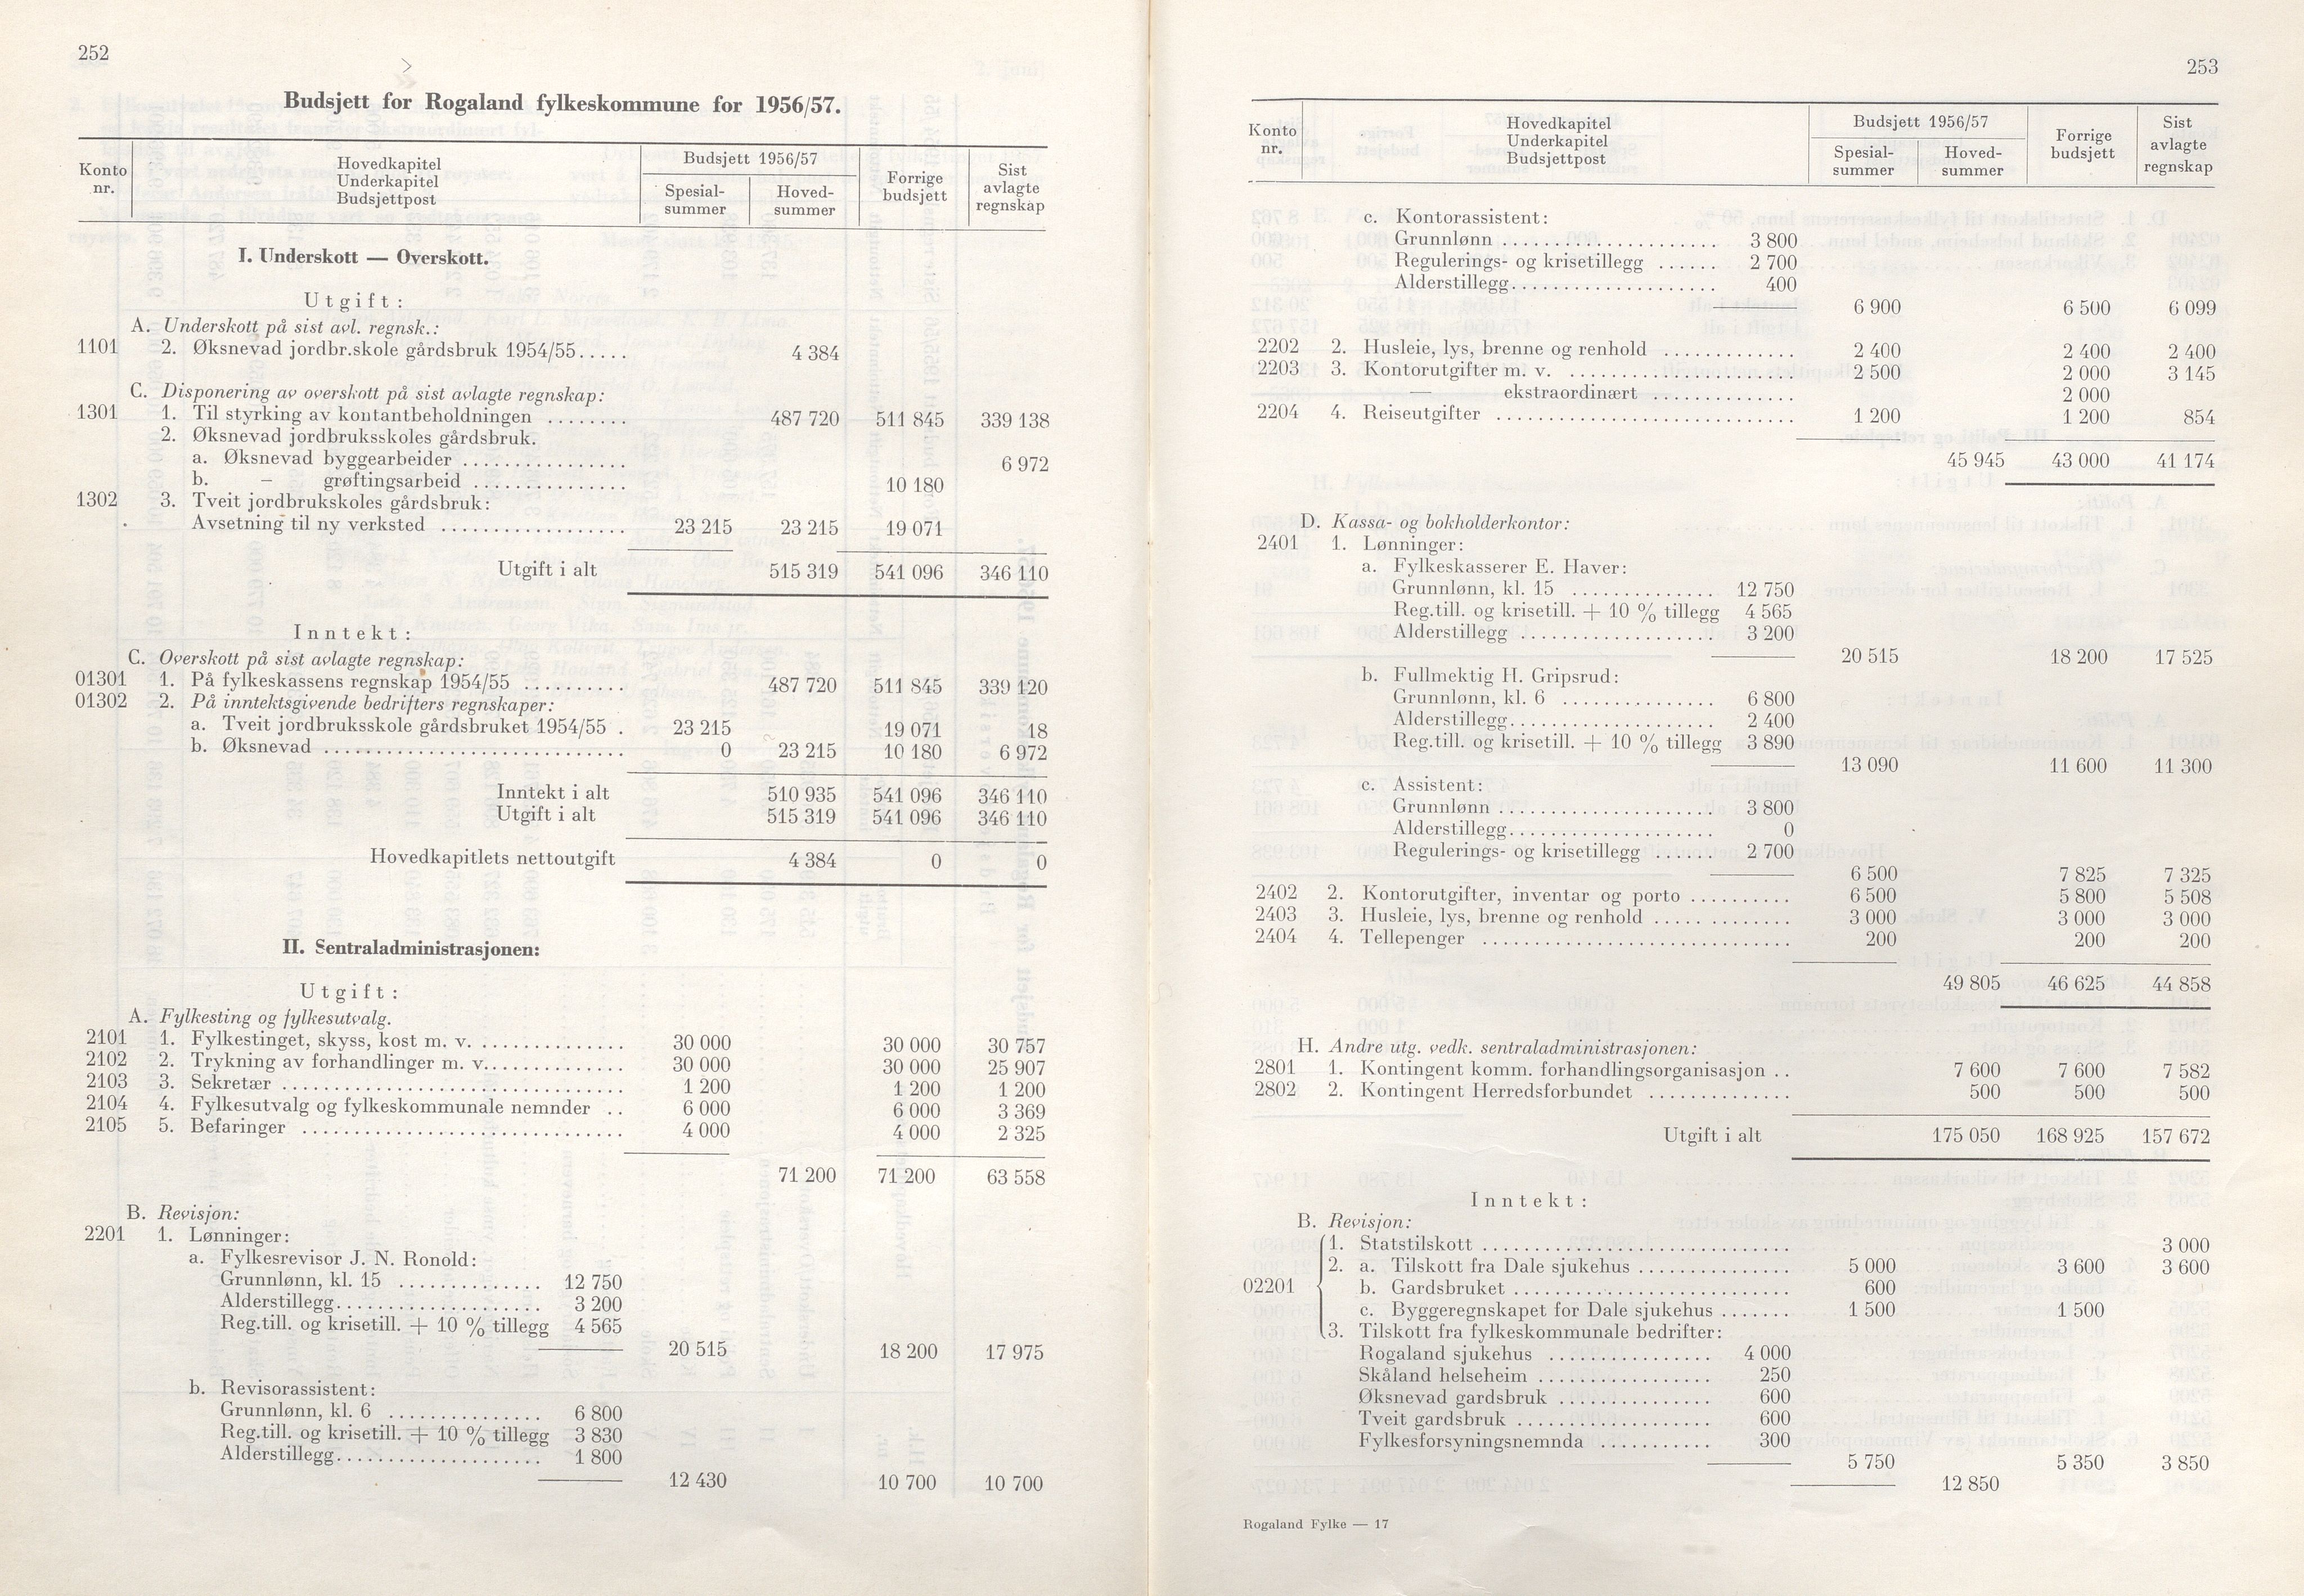 252
Budsjett for Rogaland fylkeskommune for 1956/57.
Konto nr. Hovedkapitel Underkapitel Budsjettpost Budsjett 1956/57 Spesial-summer Hoved-summer Forrige budsjett Sist avlagte regnskap
I. Underskott — Overskott.
Utgift:
A. Underskott på sist avl. regnsk.:
1101 2. Øksnevad jordbr.skole gårdsbruk 1954/55..... 4 384
C. Disponering av overskott på sist avlagte regnskap:
1301 1. Til styrking av kontantbeholdningen ........ 487 720 511 845 339 138
2. Øksnevad jordbruksskoles gårdsbruk.
a. Øksnevad byggearbeider ................ 6 972
b. – grøftingsarbeid ............... 10 180
1302 3. Tveit jordbrukskoles gårdsbruk:
Avsetning til ny verksted .................. 23 215 23 215 19 071
Utgift i alt 515 319 541 096 346 110
Inntekt:
C. Overskott på sist avlagte regnskap:
01301 1. På fylkeskassens regnskap 1954/55 .......... 487 720 511 845 339 120
01302 2. På inntektsgivende bedrifters regnskaper:
a. Tveit jordbruksskole gårdsbruket 1954/55 . 23 215 19 071 18
b. Øksnevad ............................. 0 23 215 10 180 6 972
Inntekt i alt 510 935 541 096 346 110
Utgift i alt 515 319 541 096 346 110
Hovedkapitlets nettoutgift 4 384 0 0
II. Sentraladministrasjonen:
Utgift:
A. Fylkesting og fylkesutvalg.
2101 1. Fylkestinget, skyss, kost m. v. .............. 30 000 30 000 30 757
2102 2. Trykning av forhandlinger m. v.............. 30 000 30 000 25 907
2103 3. Sekretær ................................. 1 200 1 200 1 200
2104 4. Fylkesutvalg og fylkeskommunale nemnder .. 6 000 6 000 3 369
2105 5. Befaringer ............................... 4 000 4 000 2 325
71 200 71 200 63 558
B. Revisjon:
2201 1. Lønninger:
a. Fylkesrevisor J. N. Ronold:
Grunnlønn, kl. 15 .............. 12 750
Alderstillegg.................... 3 200
Reg.till. og krisetill. + 10 % tillegg 4 565
20 515 18 200 17 975
b. Revisorassistent:
Grunnlønn, kl. 6 ............... 6 800
Reg.till. og krisetill. + 10 % tillegg 3 830
Alderstillegg.................... 1 800
12 430 10 700 10 700
253
Konto nr. Hovedkapitel Underkapitel Budsjettpost Budsjett 1956/57 Spesial-summer Hoved-summer Forrige budsjett Sist avlagte regnskap
c. Kontorassistent:
Grunnlønn ..................... 3 800
Regulerings- og krisetillegg ...... 2 700
Alderstillegg.................... 400
6 900 6 500 6 099
2202 2. Husleie, lys, brenne og renhold ............. 2 400 2 400 2 400
2203 3. Kontorutgifter m. v. ...................... 2 500 2 000 3 145
— ekstraordinært .............. 2 000
2204 4. Reiseutgifter ............................. 1 200 1 200 854
45 945 43 000 41 174
D. Kassa- og bokholderkontor:
2401 1. Lønninger:
a. Fylkeskasserer E. Haver:
Grunnlønn, kl. 15 .............. 12 750
Reg.till. og krisetill. + 10 % tillegg 4 565
Alderstillegg ................... 3 200
20 515 18 200 17 525
b. Fullmektig H. Gripsrud:
Grunnlønn, kl. 6 ............... 6 800
Alderstillegg.................... 2 400
Reg.till. og krisetill. + 10 % tillegg 3 890
13 090 11 600 11 300
c. Assistent:
Grunnlønn ..................... 3 800
Alderstillegg.................... 0
Regulerings- og krisetillegg ...... 2 700
6 500 7 825 7 325
2402 2. Kontorutgifter, inventar og porto .......... 6 500 5 800 5 508
2403 3. Husleie, lys, brenne og renhold ............. 3 000 3 000 3 000
2404 4. Tellepenger .............................. 200 200 200
49 805 46 625 44 858
H. Andre utg. vedk. sentraladministrasjonen:
2801 1. Kontingent komm. forhandlingsorganisasjon .. 7 600 7 600 7 582
2802 2. Kontingent Herredsforbundet .............. 500 500 500
Utgift i alt 175 050 168 925 157 672
Inntekt:
B. Revisjon:
1. Statstilskott .............................. 3 000
2. a. Tilskott fra Dale sjukehus ............... 5 000 3 600 3 600
02201 b. Gardsbruket ........................... 600
c. Byggeregnskapet for Dale sjukehus ....... 1 500 1 500
3. Tilskott fra fylkeskommunale bedrifter:
Rogaland sjukehus ................ 4 000
Skåland helseheim ................. 250
Øksnevad gardsbruk ............... 600
Tveit gardsbruk ................... 600
Fylkesforsyningsnemnda ........... 300
5 750 5 350 3 850
12 850
Rogaland Fylke — 17